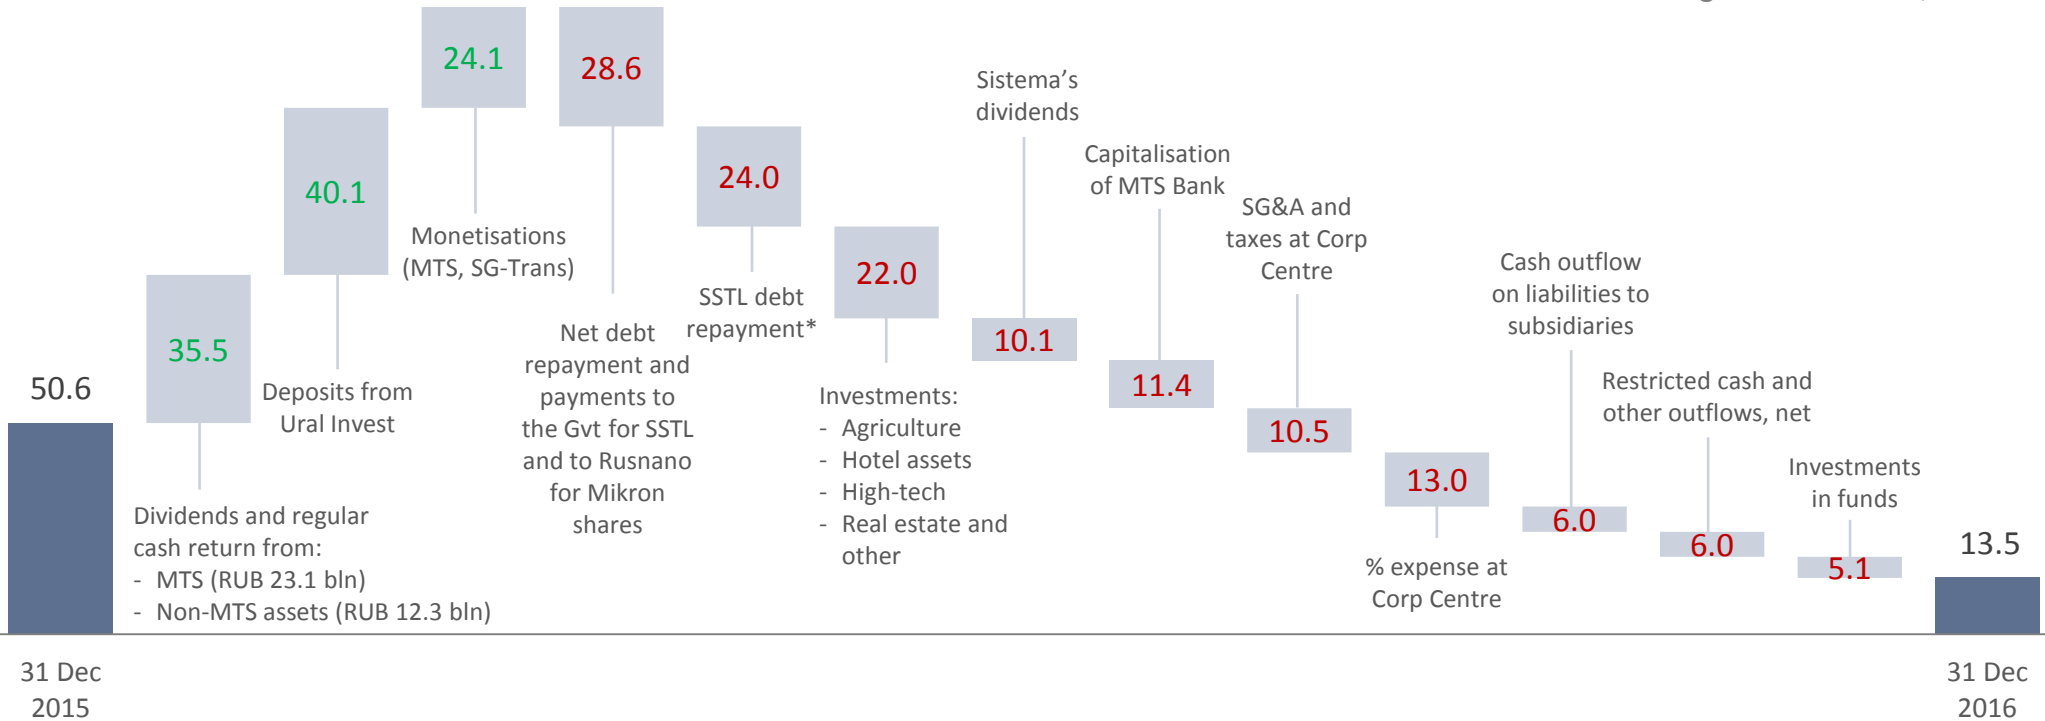 50.6
35.5
Dividends and regular
cash return from:
- MTS (RUB 23.1 bln)
- Non-MTS assets (RUB 12.3 bln)
40.1
Deposits from
Ural Invest
24.1
Monetisations
(MTS, SG-Trans)
28.6
Net debt
repayment and
payments to
the Gvt for SSTL
and to Rusnano
for Mikron
shares
24.0
SSTL debt
repayment*
22.0
Investments:
- Agriculture
- Hotel assets
- High-tech
- Real estate and
other
Sistema’s
dividends
10.1
Capitalisation
of MTS Bank
11.4
SG&A and
taxes at Corp
Centre
10.5
13.0
% expense at
Corp Centre
Cash outflow
on liabilities to
subsidiaries
6.0
Restricted cash and
other outflows, net
6.0
Investments
in funds
5.1
13.5
31 Dec
2015
31 Dec
2016